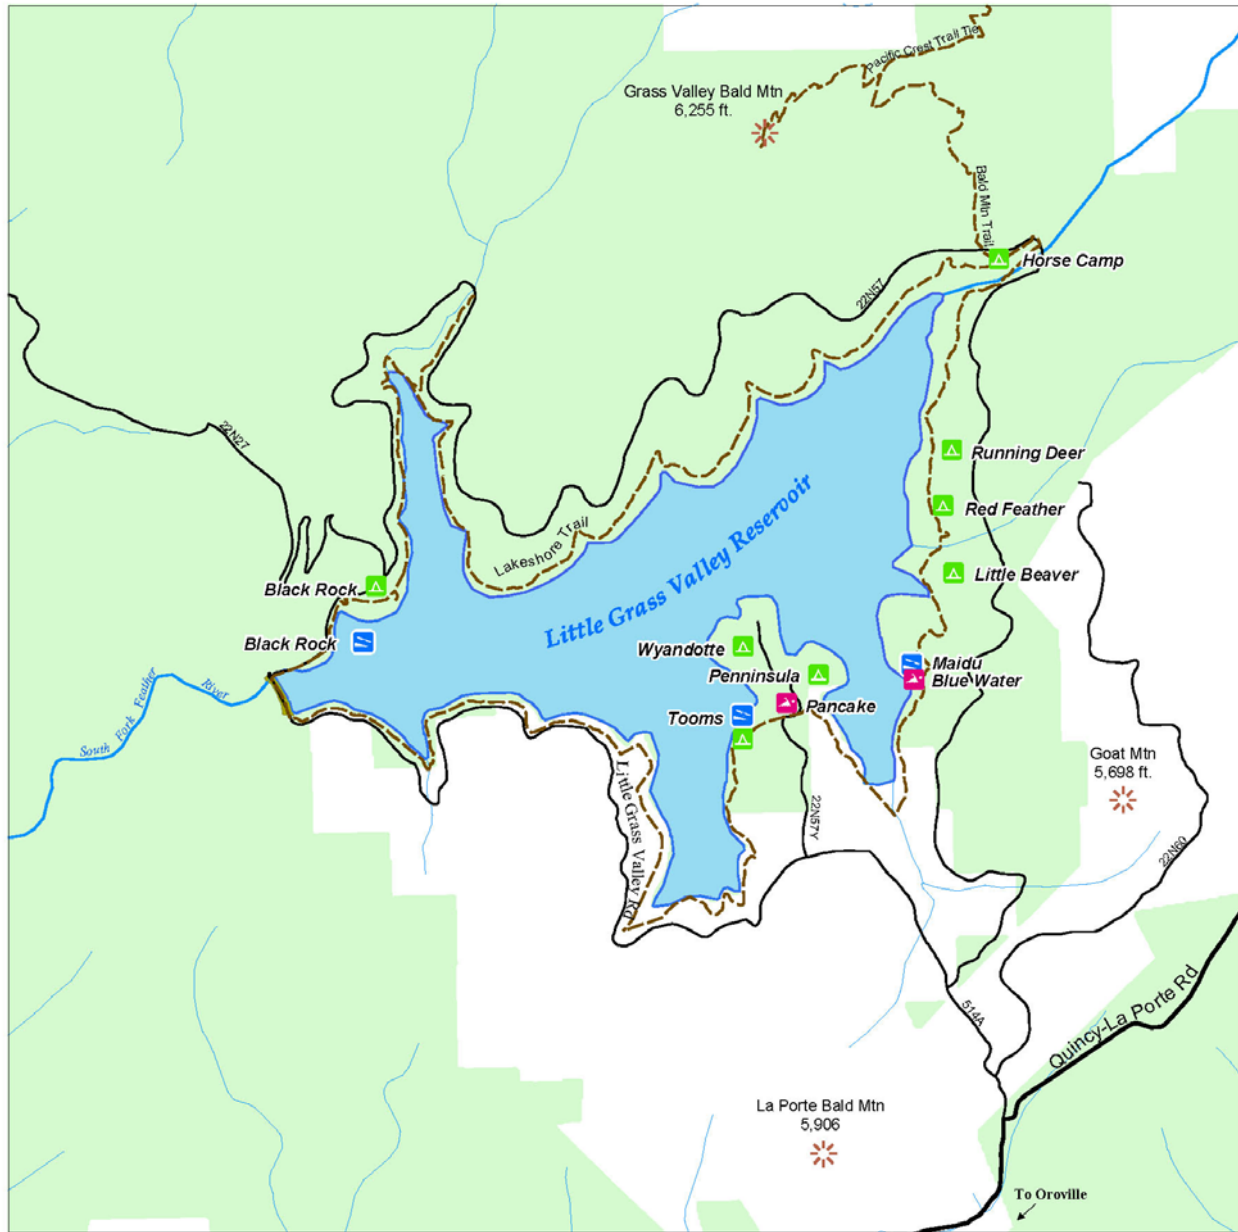 Pacific Crest Trail Tie
Grass Valley Bald Mtn
6,255 ft.
Bald Mtn Trail
Horse Camp
22N57
22N27
Running Deer
Red Feather
Lakeshore Trail
Little Grass Valley Reservoir
Little Beaver
Black Rock
Black Rock
Wyandotte
Maidu
Blue Water
Penninsula
Pancake
Tooms
South Fork Feather River
Goat Mtn
5,698 ft.
Little Grass Valley Rd
22N57Y
22N60
514A
Quincy-La Porte Rd
La Porte Bald Mtn
5,906
To Oroville